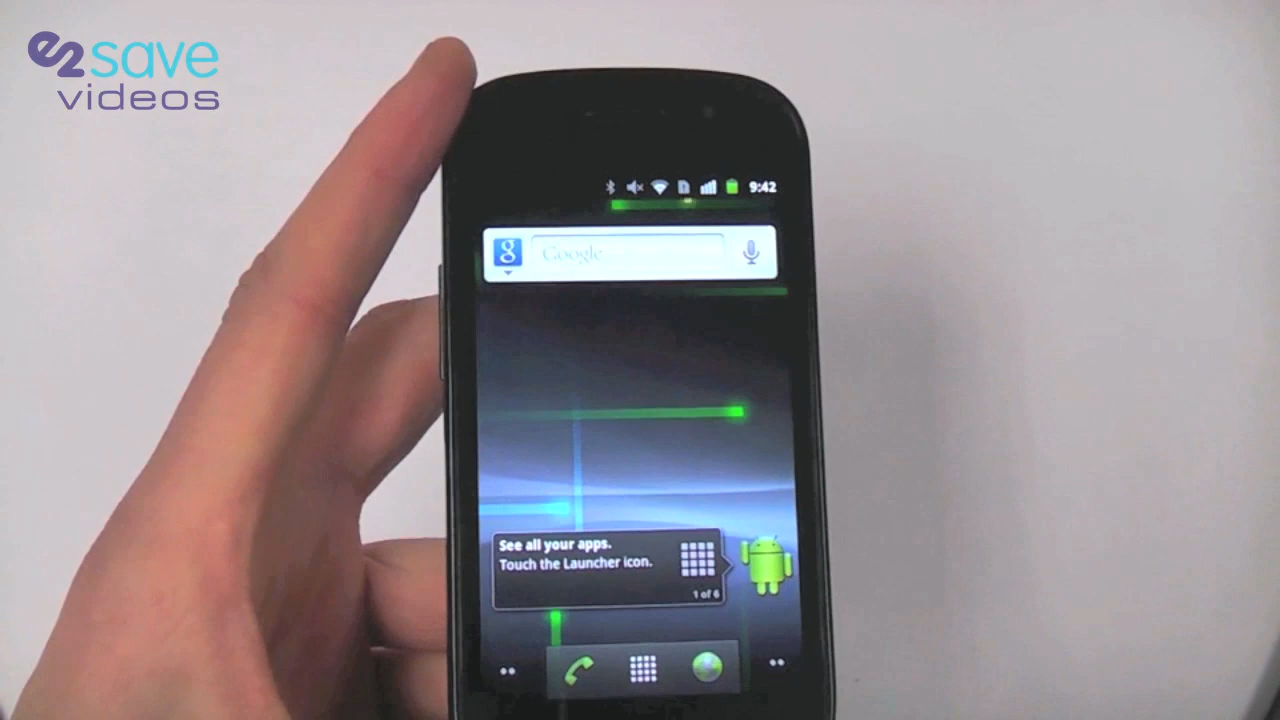 e2save
videos
9:42
g Google
See all your apps.
Touch the Launcher icon.
1 of 6